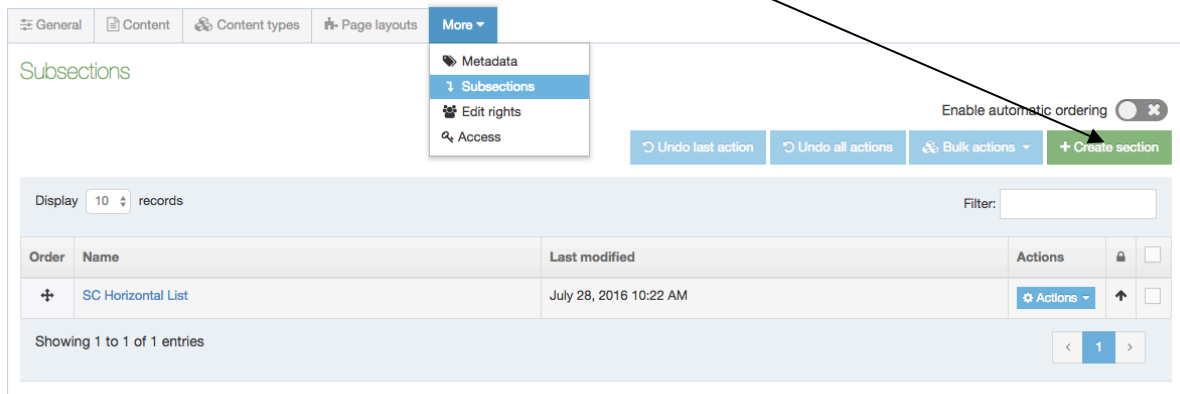 General Content Content types Page layouts More
Metadata
Subsections
Subsections
Edit rights
Access
Enable automatic ordering
Undo last action Undo all actions Bulk actions + Create section
Display 10 records Filter:
Order Name Last modified Actions
SC Horizontal List July 28, 2016 10:22 AM Actions
Showing 1 to 1 of 1 entries < 1 >